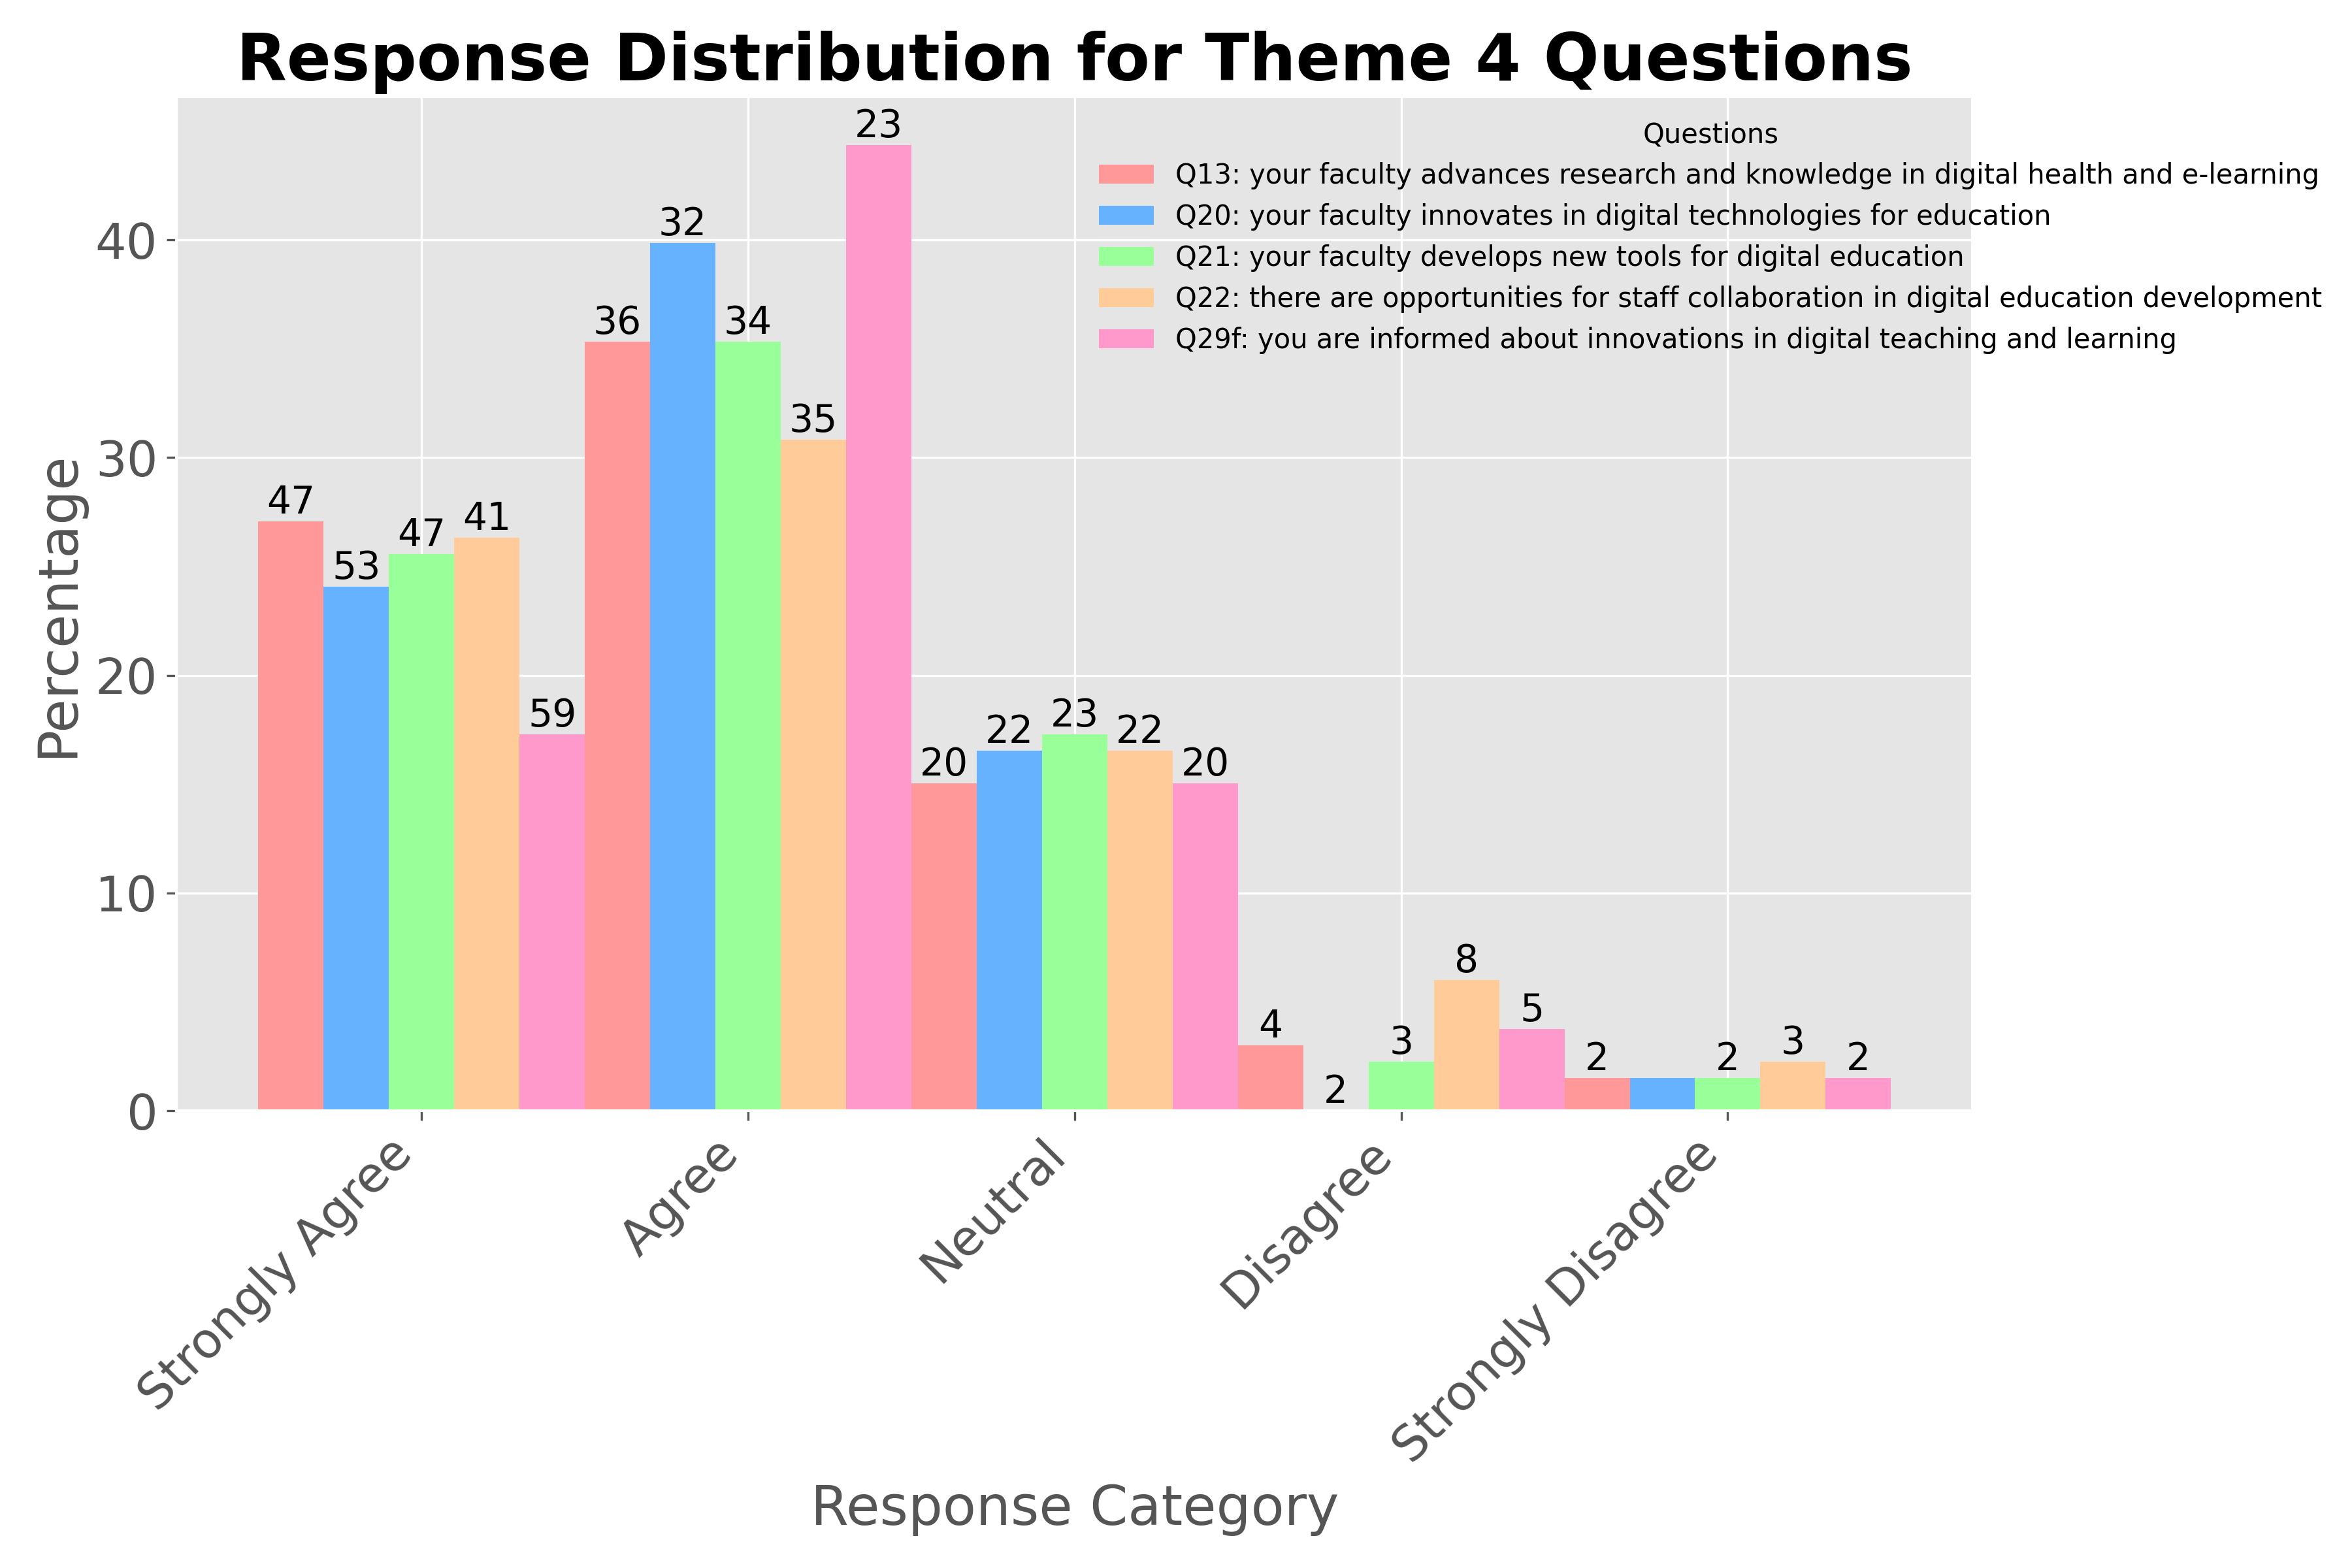 Response Distribution for Theme 4 Questions
Questions
Q13: your faculty advances research and knowledge in digital health and e-learning
Q20: your faculty innovates in digital technologies for education
Q21: your faculty develops new tools for digital education
Q22: there are opportunities for staff collaboration in digital education development
Q29f: you are informed about innovations in digital teaching and learning
Percentage
40
30
20
10
0
47
53
47
41
59
36
32
34
35
23
20
22
23
22
20
4
2
3
8
5
2
2
3
2
Strongly Agree
Agree
Neutral
Disagree
Strongly Disagree
Response Category